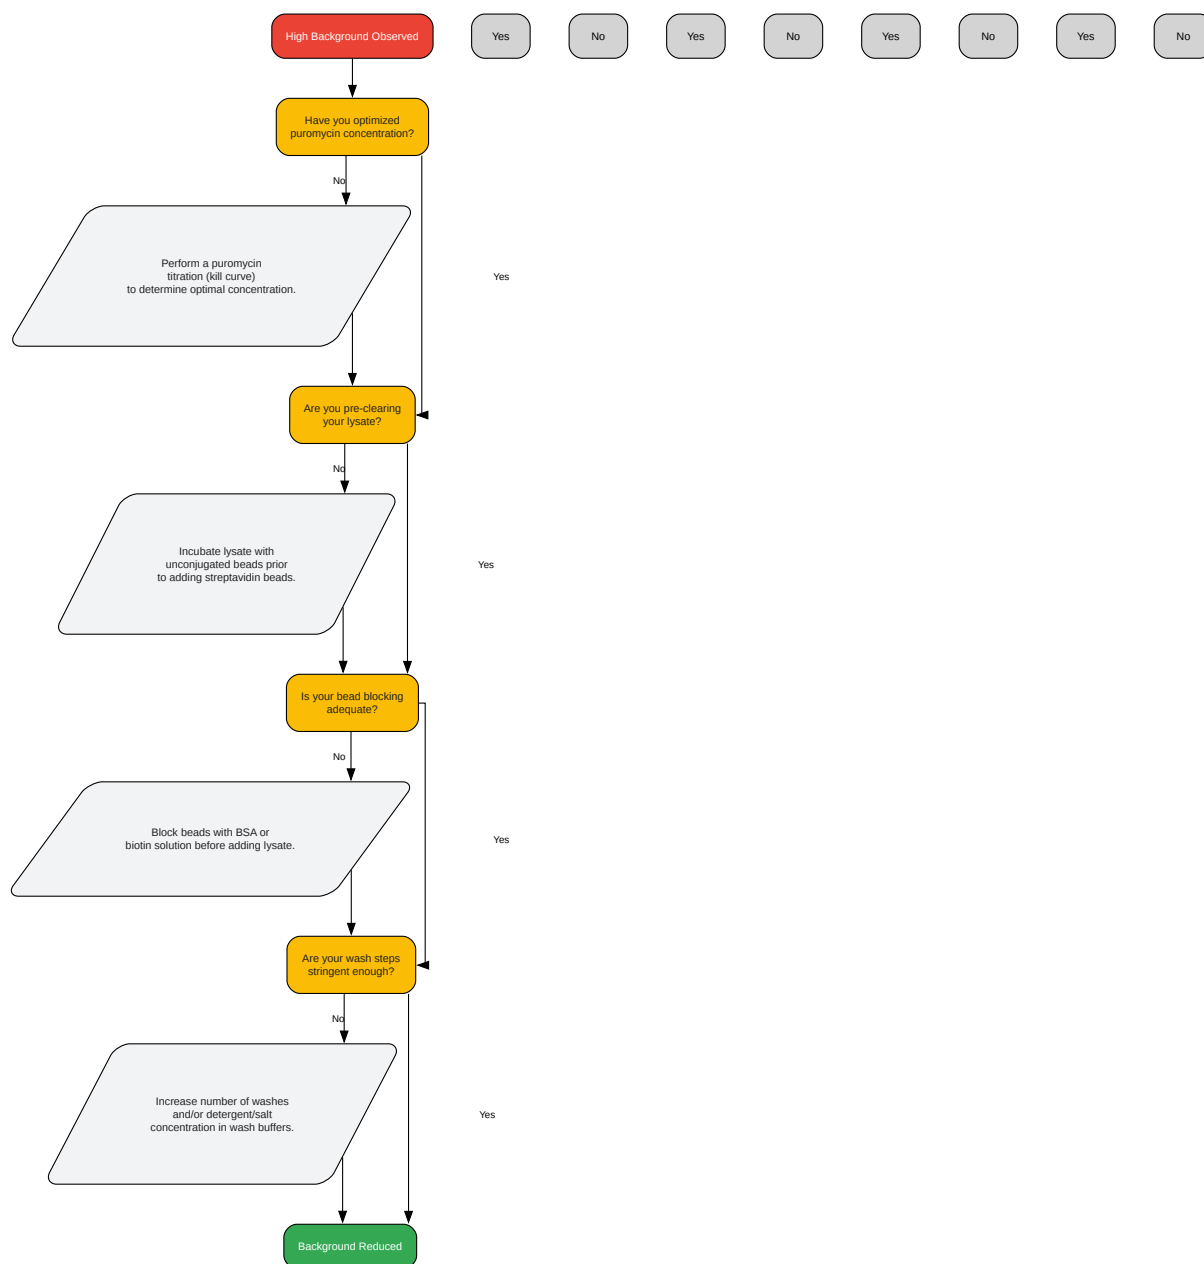 High Background Observed
Yes
No
Yes
No
Yes
No
Yes
No
Have you optimized
puromycin concentration?
No
Perform a puromycin
titration (kill curve)
to determine optimal concentration.
Yes
Are you pre-clearing
your lysate?
No
Incubate lysate with
unconjugated beads prior
to adding streptavidin beads.
Yes
Is your bead blocking
adequate?
No
Block beads with BSA or
biotin solution before adding lysate.
Yes
Are your wash steps
stringent enough?
No
Increase number of washes
and/or detergent/salt
concentration in wash buffers.
Yes
Background Reduced